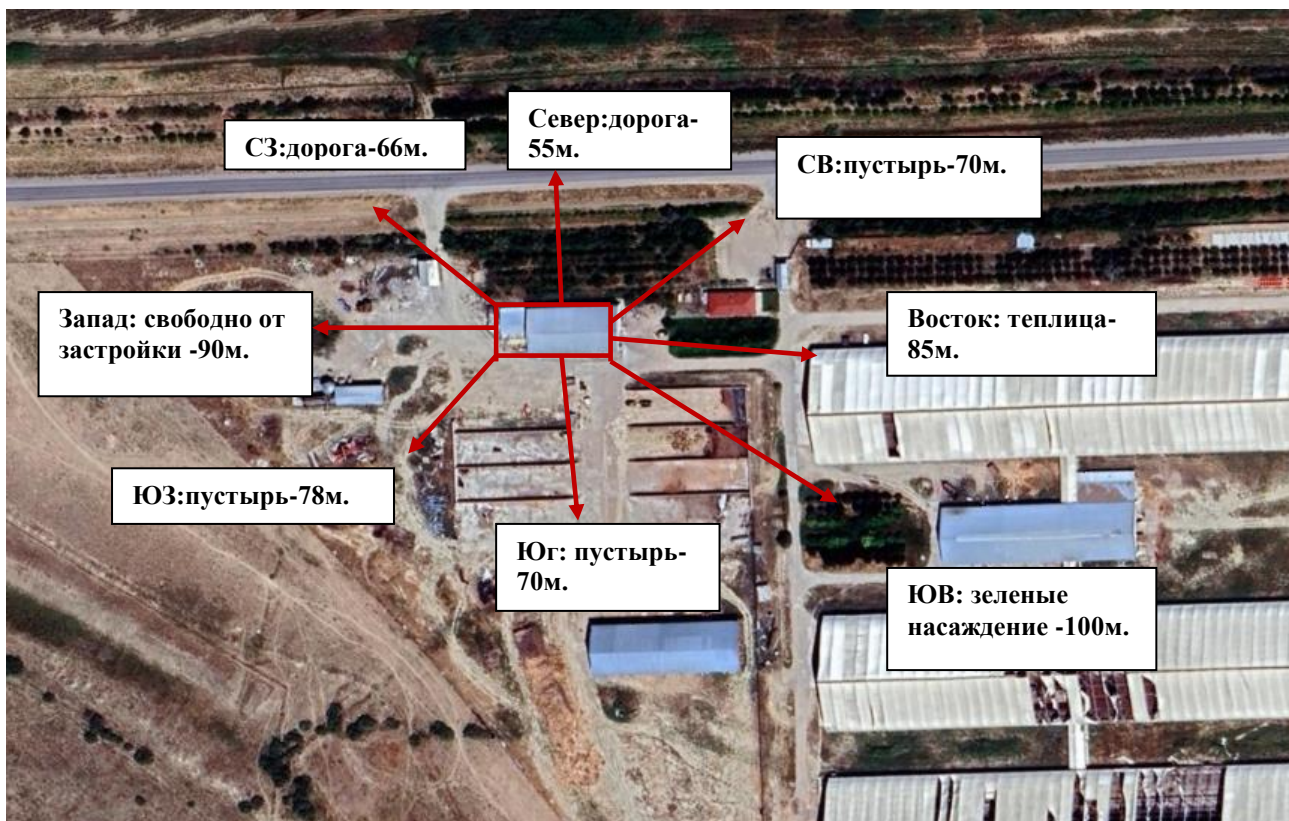 Север:дорога-
55м.
СЗ:дорога-66м.
СВ:пустырь-70м.
Запад: свободно от
застройки -90м.
Восток: теплица-
85м.
ЮЗ:пустырь-78м.
Юг: пустырь-
70м.
ЮВ: зеленые
насаждение -100м.